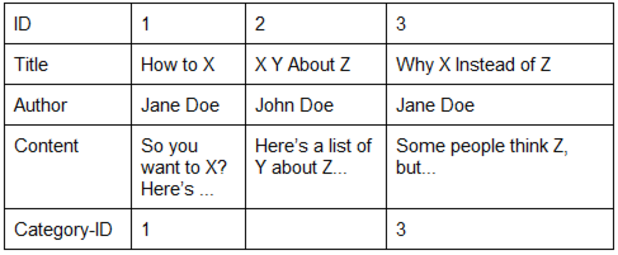 ID 1 2 3
Title How to X X Y About Z Why X Instead of Z
Author Jane Doe John Doe Jane Doe
Content So you Here’s a list of Some people think Z,
want to X? Y about Z... but...
Here’s ...
Category-ID 1 3